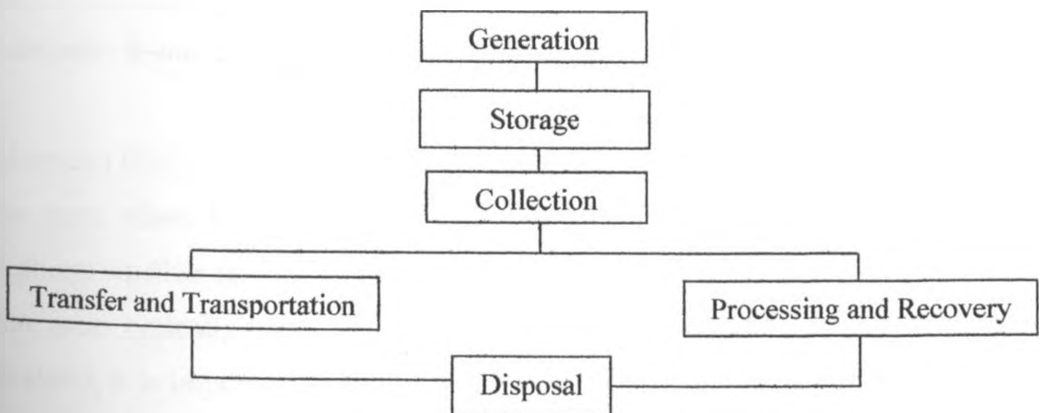 Generation
Storage
Collection
Transfer and Transportation
Processing and Recovery
Disposal